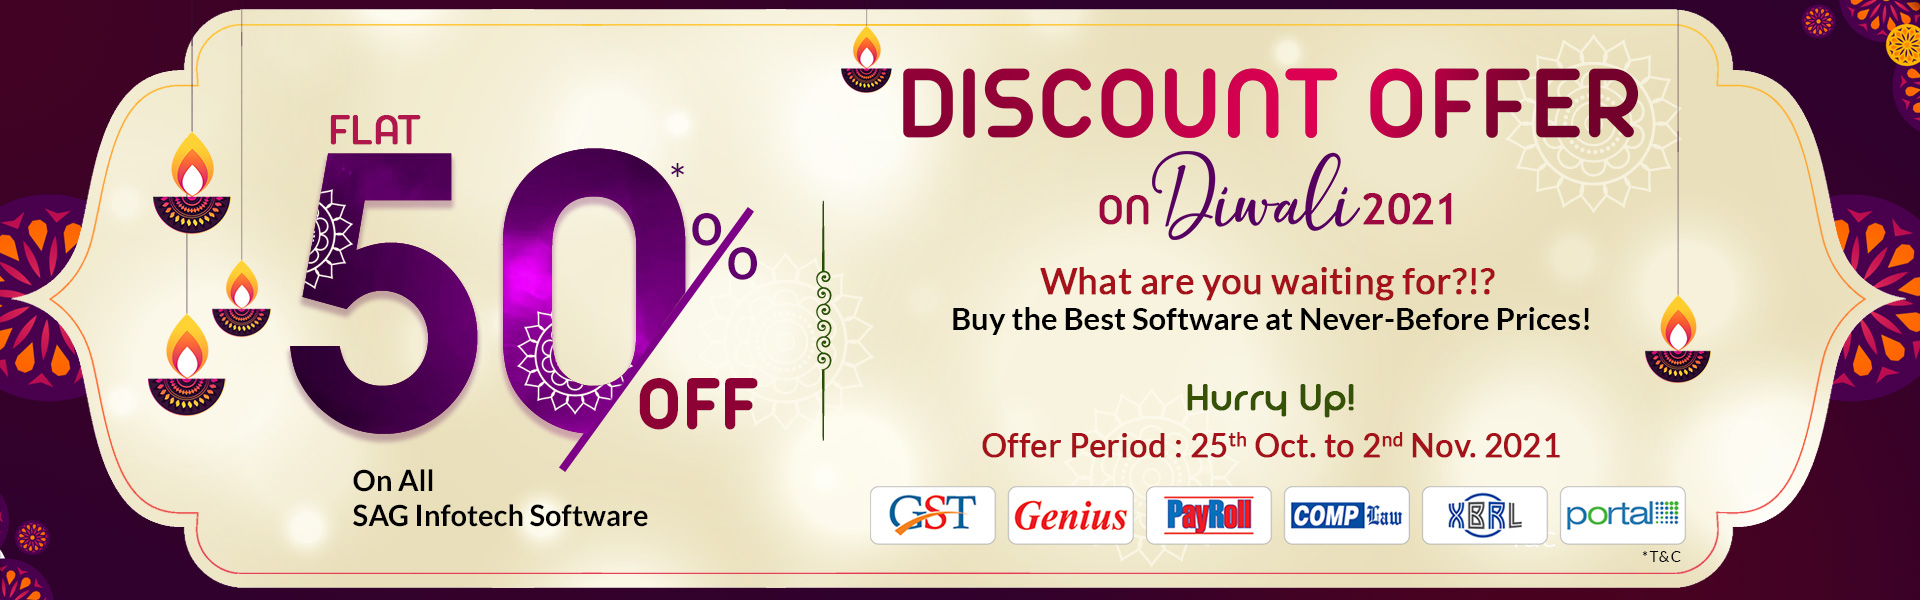 FLAT
50*%
OFF
On All
SAG Infotech Software
DISCOUNT OFFER
on Diwali 2021
What are you waiting for?!?
Buy the Best Software at Never-Before Prices!
Hurry Up!
Offer Period : 25th Oct. to 2nd Nov. 2021
GST Genius PayRoll COMP Law XBRL portal
*T&C